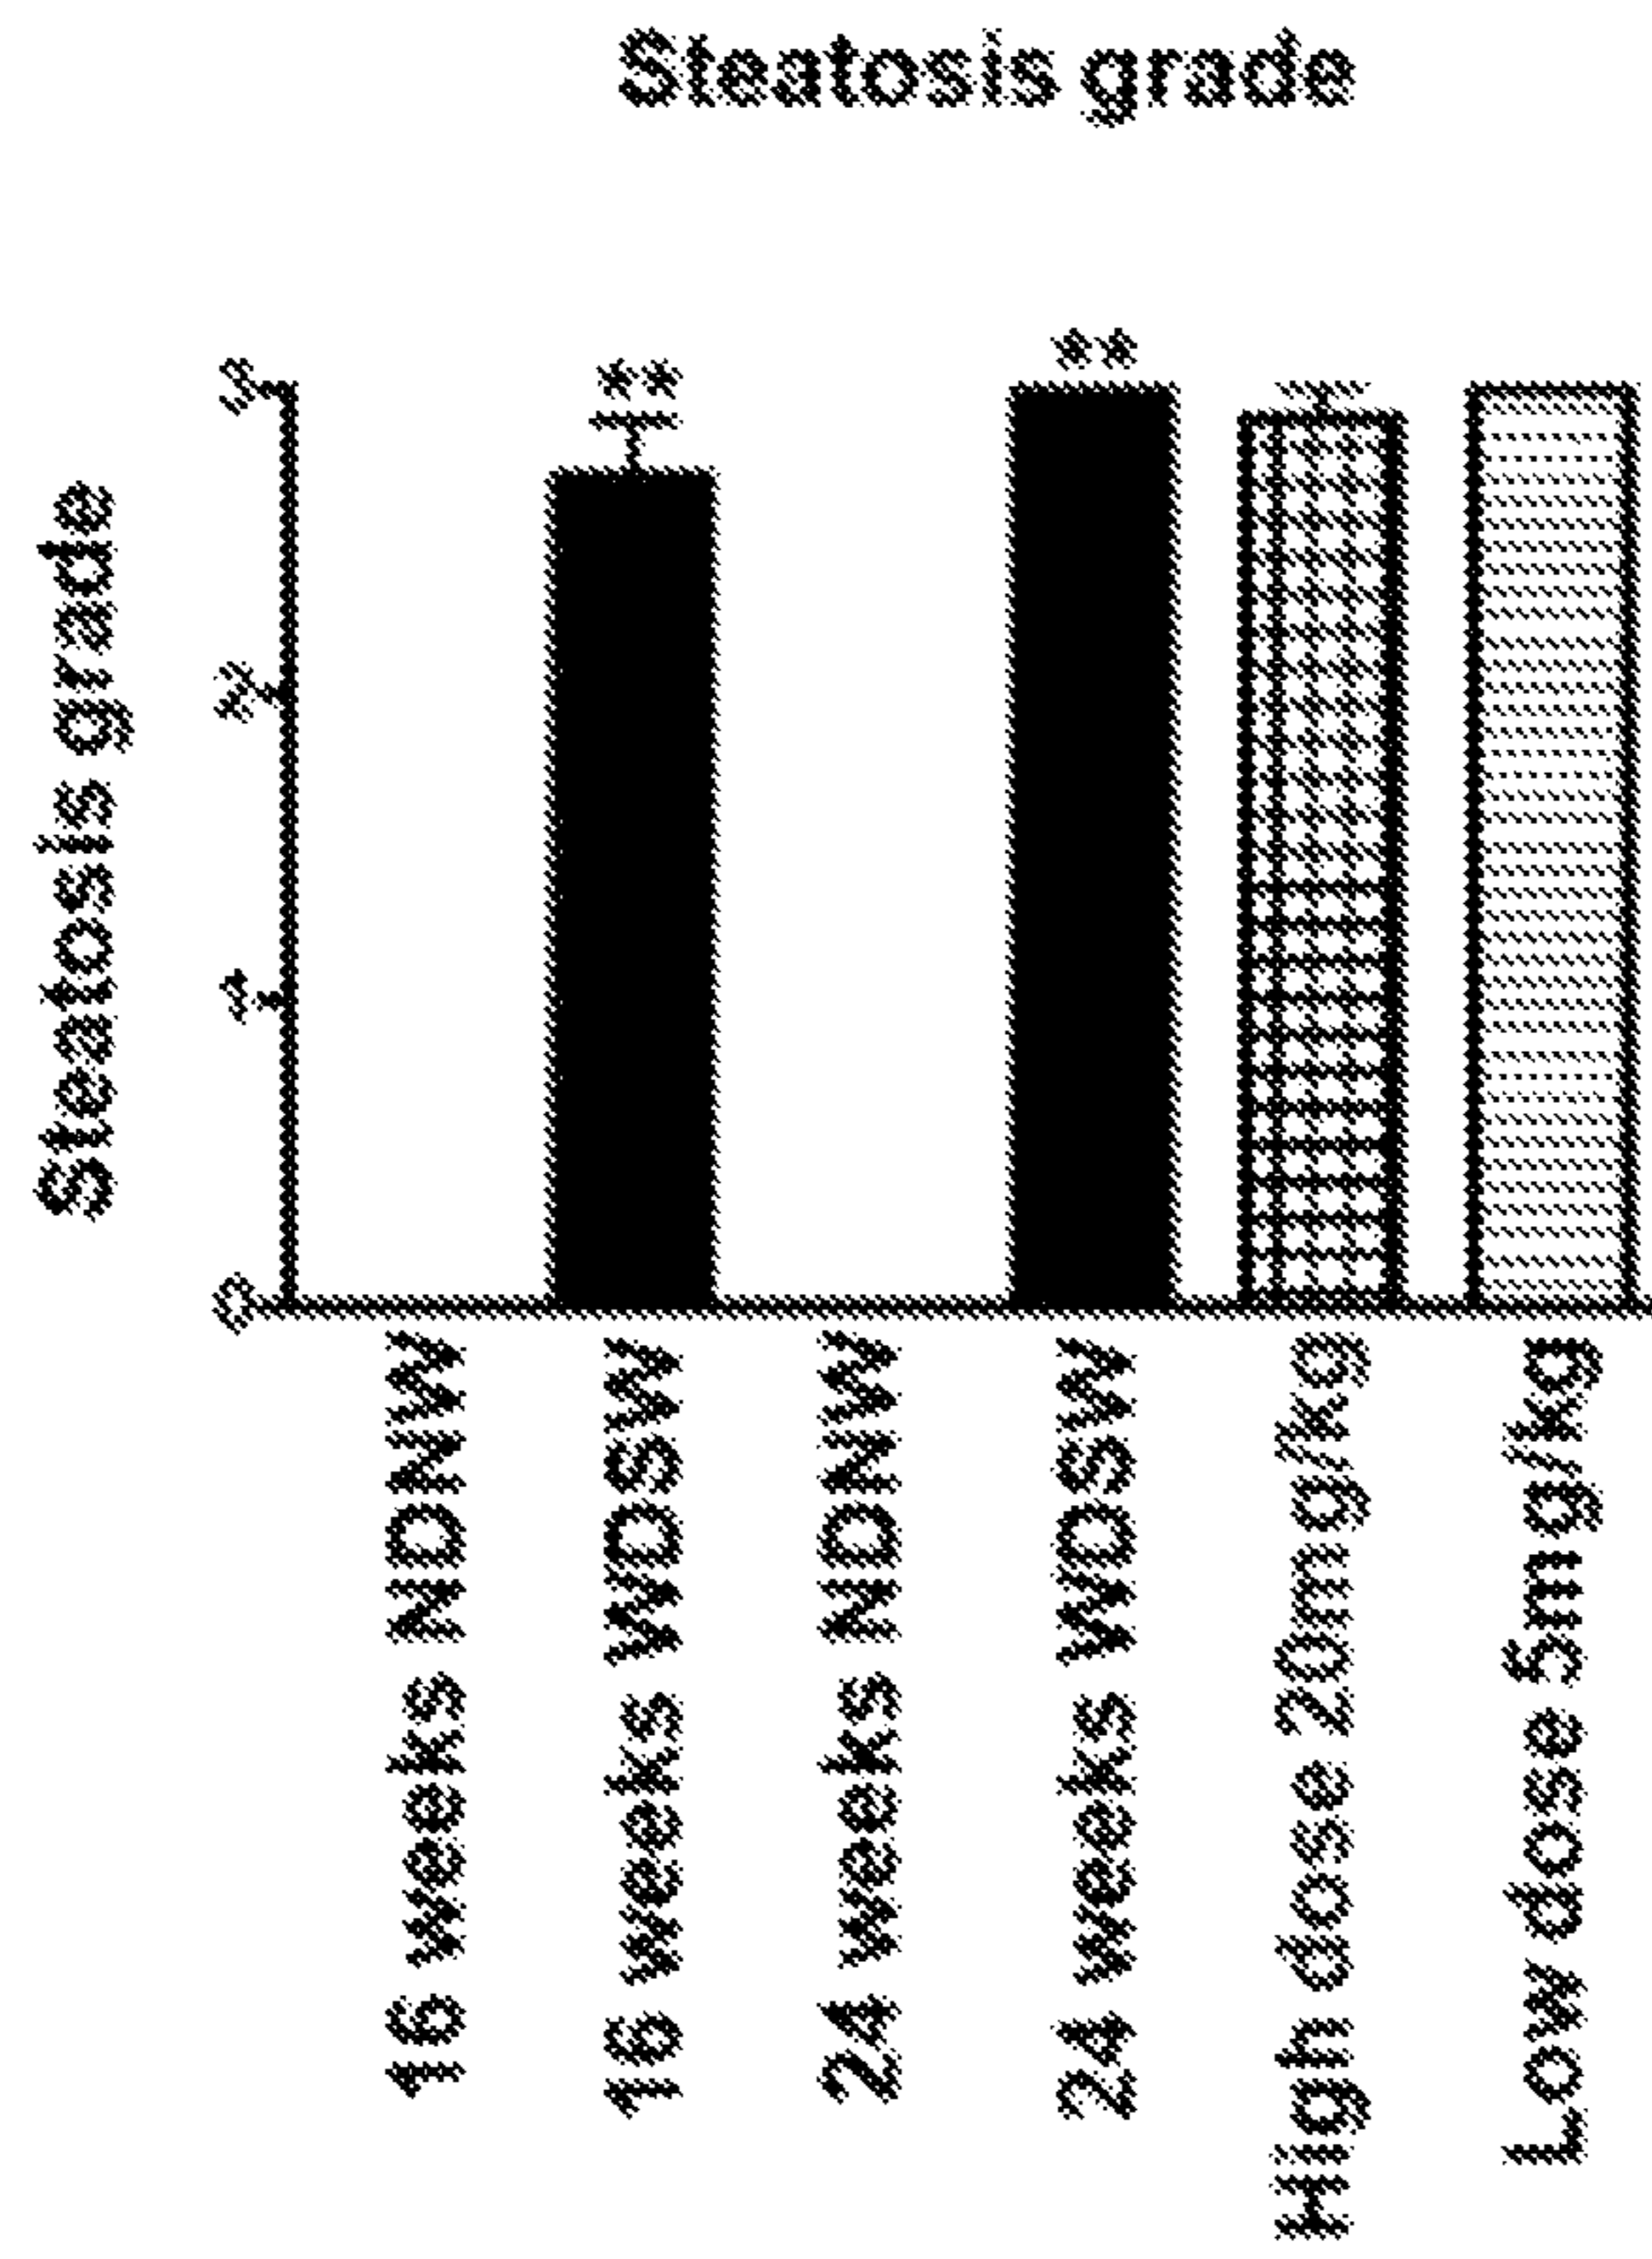 Steatosis grade
Steatosis grade
3
2
1
0
**
**
16 weeks NDNW
16 weeks WDSW
24 weeks NDNW
24 weeks WDSW
High dose 20mg/kg
Low dose 5mg/kg